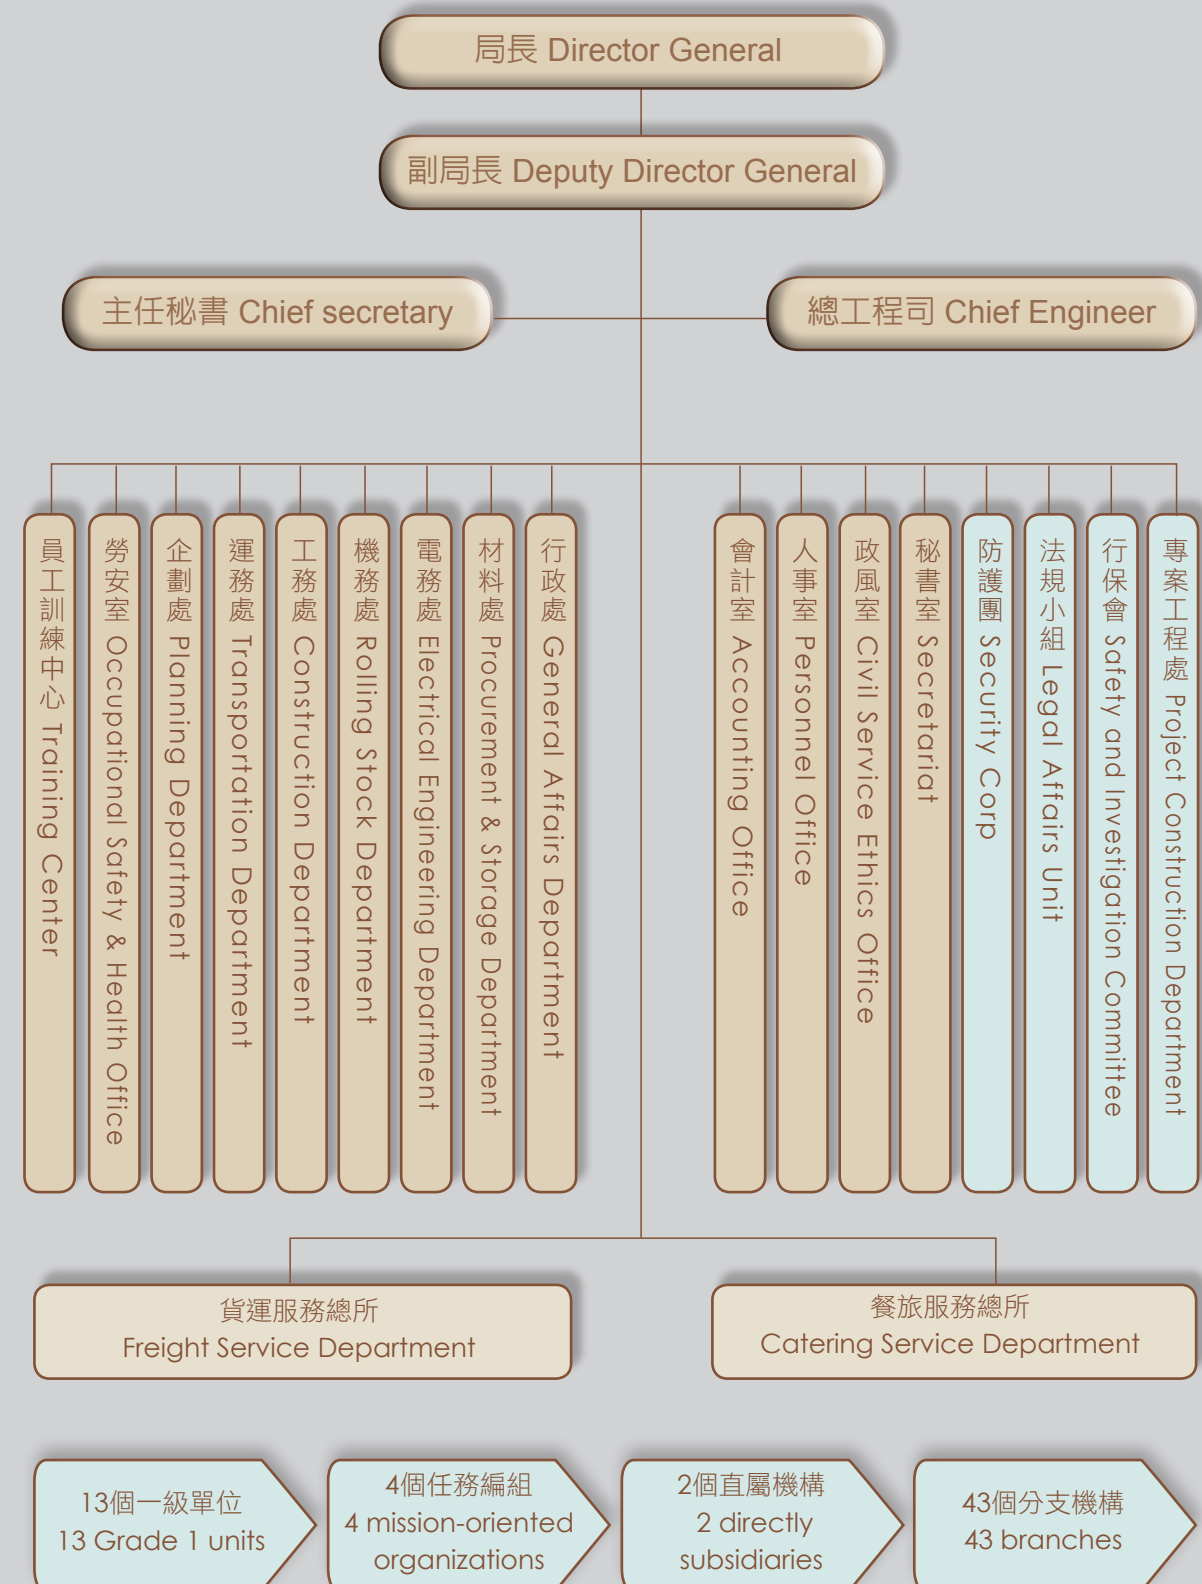 局長 Director General
副局長 Deputy Director General
主任秘書 Chief secretary
總工程司 Chief Engineer
員工訓練中心 Training Center
勞安室 Occupational Safety & Health Office
企劃處 Planning Department
運務處 Transportation Department
工務處 Construction Department
機務處 Rolling Stock Department
電務處 Electrical Engineering Department
材料處 Procurement & Storage Department
行政處 General Affairs Department
會計室 Accounting Office
人事室 Personnel Office
政風室 Civil Service Ethics Office
秘書室 Secretariat
防護團 Security Corp
法規小組 Legal Affairs Unit
行保會 Safety and Investigation Committee
專案工程處 Project Construction Department
貨運服務總所
Freight Service Department
餐旅服務總所
Catering Service Department
13個一級單位
13 Grade 1 units
4個任務編組
4 mission-oriented
organizations
2個直屬機構
2 directly
subsidiaries
43個分支機構
43 branches